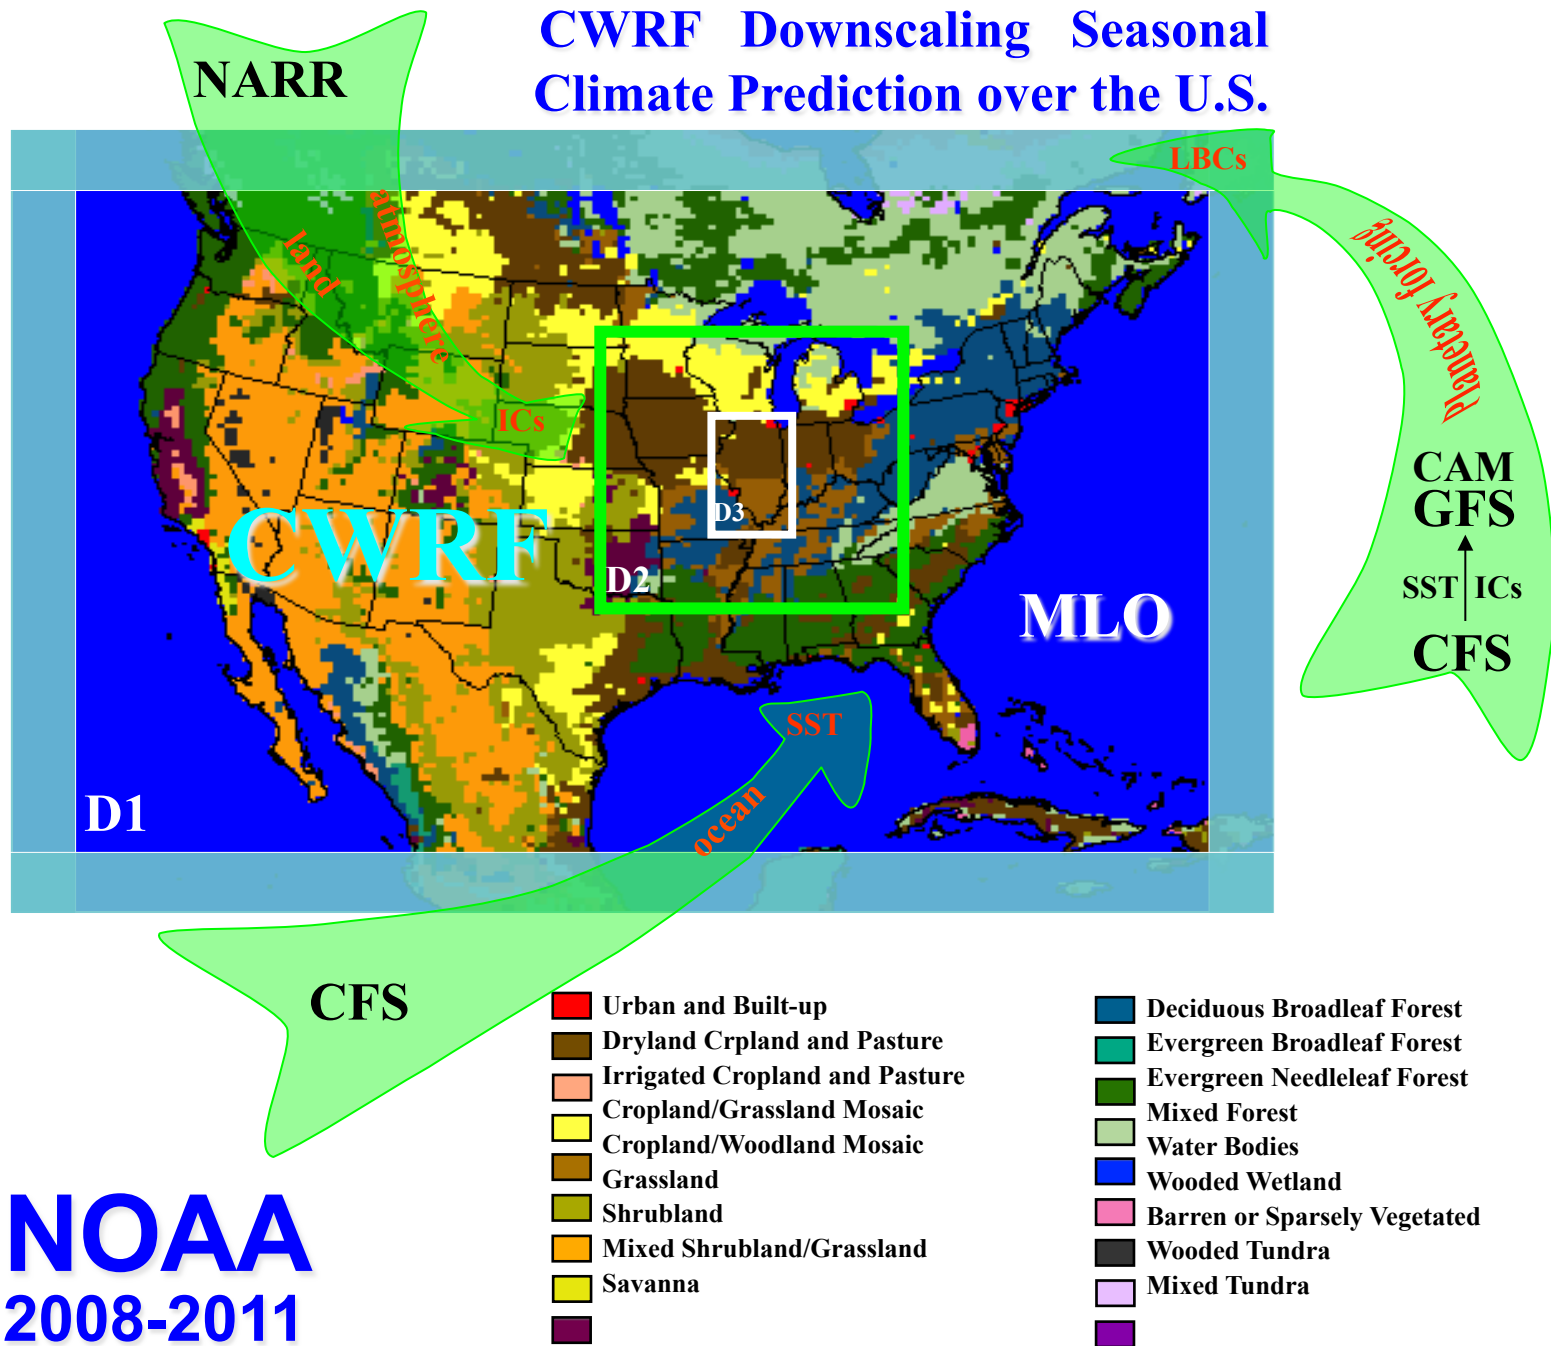 CWRF Downscaling Seasonal
Climate Prediction over the U.S.
NARR
LBCs
land
atmosphere
Planetary forcing
ICs
CAM
GFS
SST ICs
CFS
CWRF
D3
D2
MLO
SST
D1
ocean
CFS
Urban and Built-up
Dryland Crpland and Pasture
Irrigated Cropland and Pasture
Cropland/Grassland Mosaic
Cropland/Woodland Mosaic
Grassland
Shrubland
Mixed Shrubland/Grassland
Savanna
Deciduous Broadleaf Forest
Evergreen Broadleaf Forest
Evergreen Needleleaf Forest
Mixed Forest
Water Bodies
Wooded Wetland
Barren or Sparsely Vegetated
Wooded Tundra
Mixed Tundra
NOAA
2008-2011